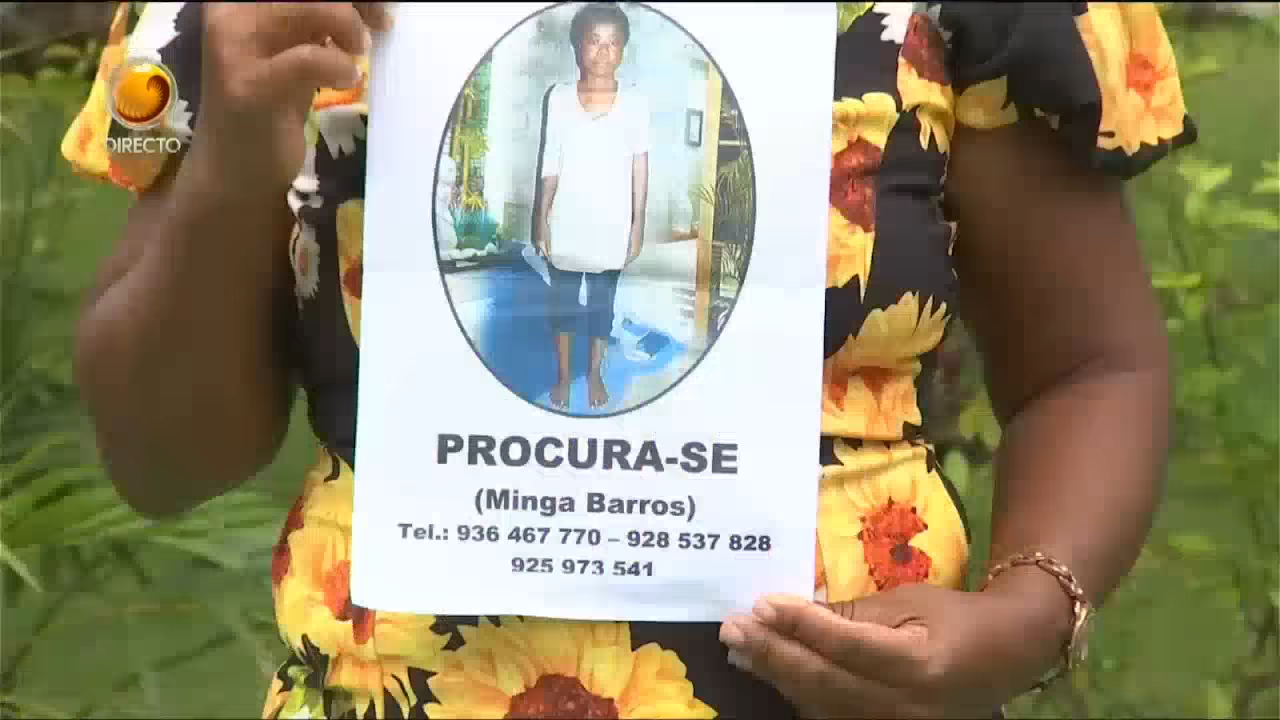 DIRECTO
PROCURA-SE
(Minga Barros)
Tel.: 936 467 770 – 928 537 828
925 973 541